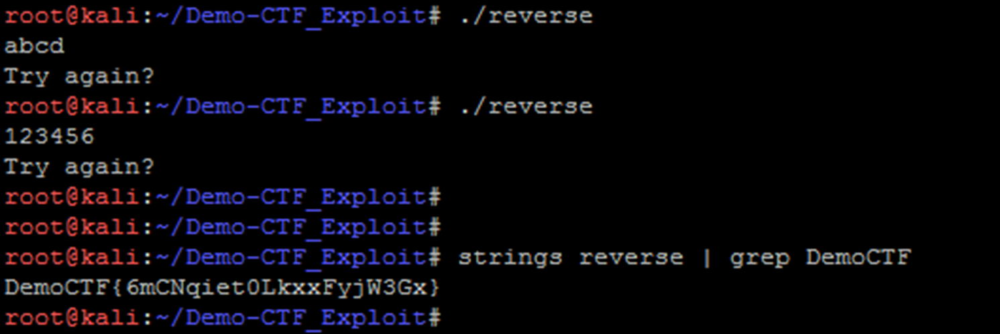 root@kali:~/Demo-CTF_Exploit# ./reverse
abcd
Try again?
root@kali:~/Demo-CTF_Exploit# ./reverse
123456
Try again?
root@kali:~/Demo-CTF_Exploit#
root@kali:~/Demo-CTF_Exploit#
root@kali:~/Demo-CTF_Exploit# strings reverse | grep DemoCTF
DemoCTF{6mCNqiet0LkxxFyjW3Gx}
root@kali:~/Demo-CTF_Exploit#